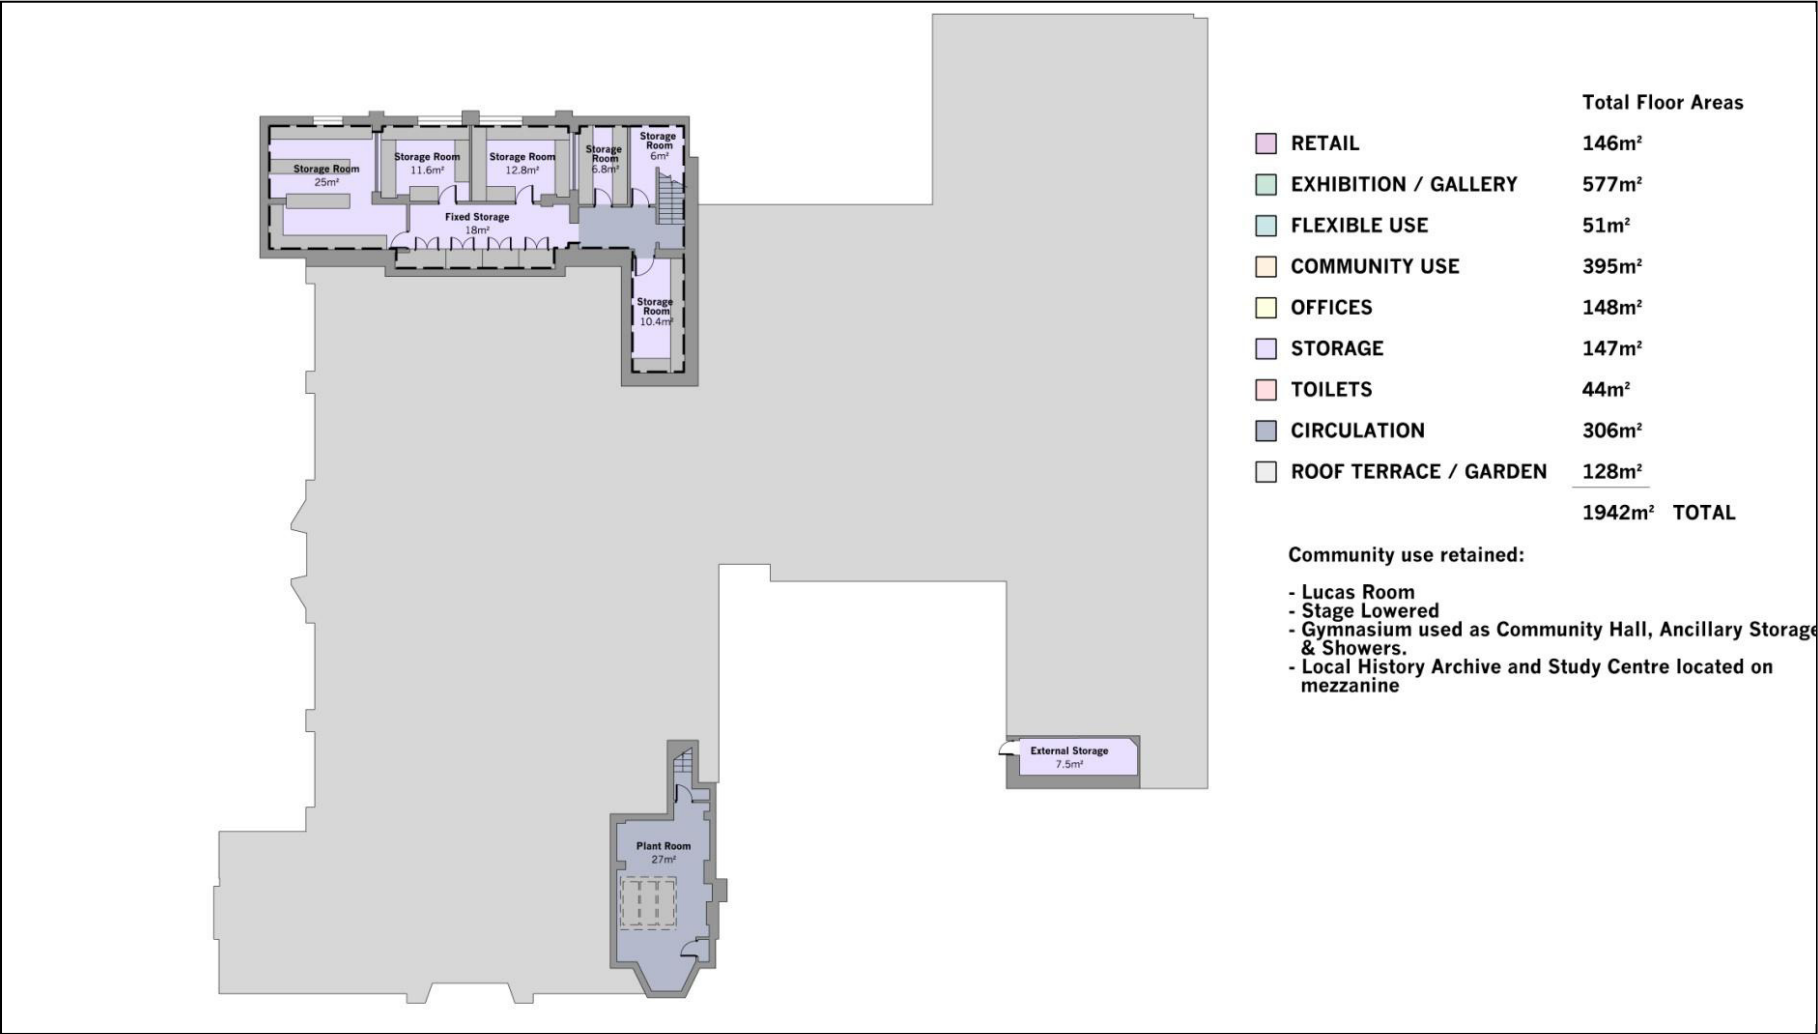 Storage Room
25m²
Storage Room
11.6m²
Storage Room
12.8m²
Storage
Room
6.8m²
Storage
Room
6m²
Fixed Storage
18m²
Storage
Room
10.4m²
External Storage
7.5m²
Plant Room
27m²
Total Floor Areas
RETAIL 146m²
EXHIBITION / GALLERY 577m²
FLEXIBLE USE 51m²
COMMUNITY USE 395m²
OFFICES 148m²
STORAGE 147m²
TOILETS 44m²
CIRCULATION 306m²
ROOF TERRACE / GARDEN 128m²
1942m² TOTAL
Community use retained:
- Lucas Room
- Stage Lowered
- Gymnasium used as Community Hall, Ancillary Storage
& Showers.
- Local History Archive and Study Centre located on
mezzanine